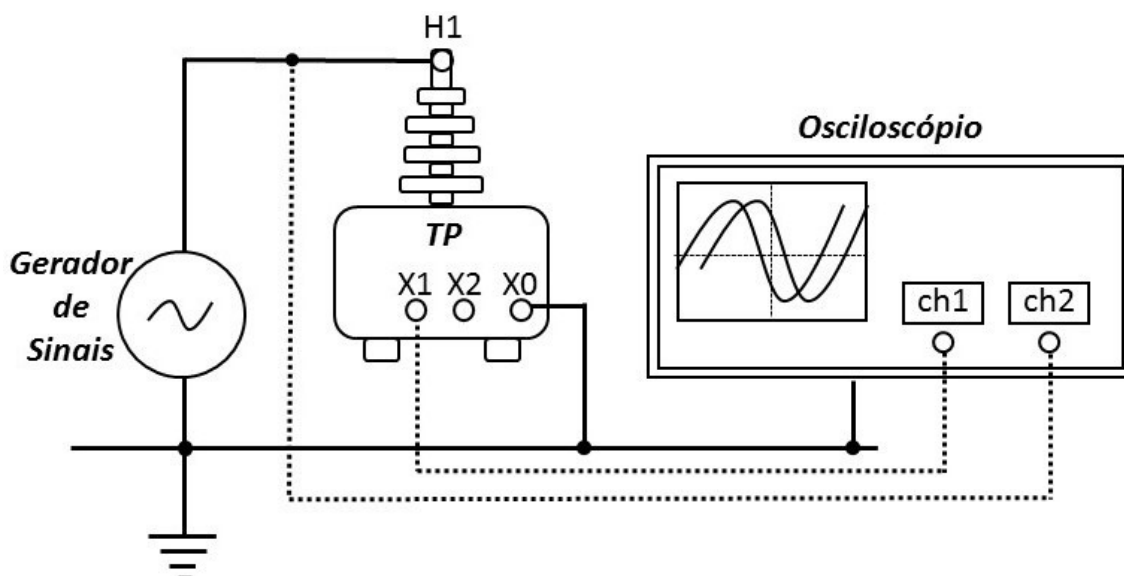 H1
Osciloscópio
TP
Gerador
de
Sinais
X1 X2 X0
ch1 ch2